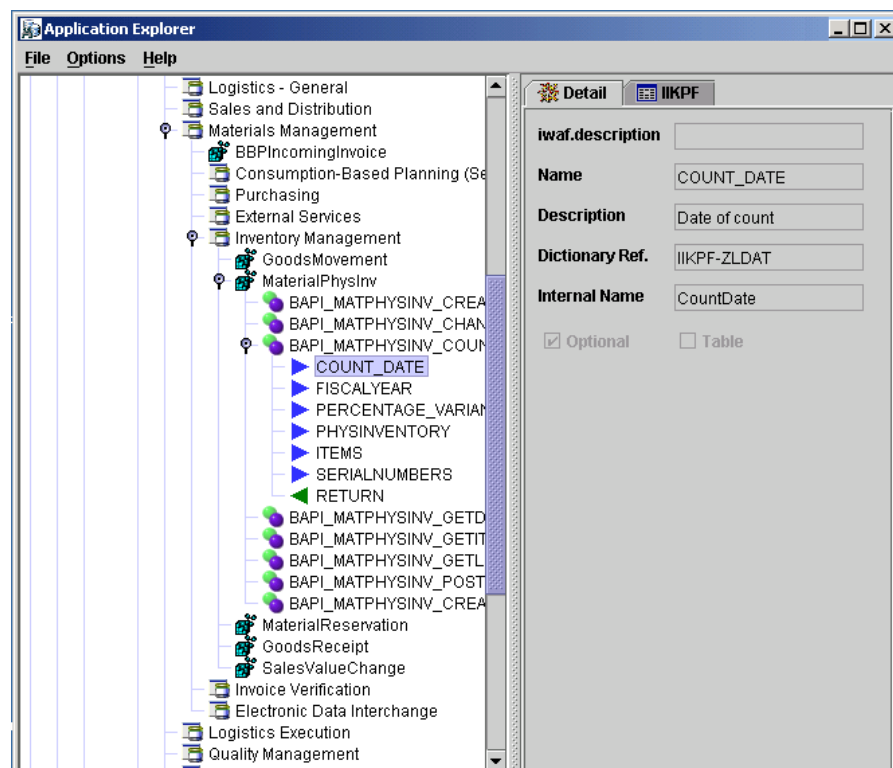 Application Explorer
File Options Help
Logistics - General
Sales and Distribution
Materials Management
BBPIncomingInvoice
Consumption-Based Planning (Se
Purchasing
External Services
Inventory Management
GoodsMovement
MaterialPhysInv
BAPI_MATPHYSINV_CREA
BAPI_MATPHYSINV_CHAN
BAPI_MATPHYSINV_COUN
COUNT_DATE
FISCALYEAR
PERCENTAGE_VARIAN
PHYSINVENTORY
ITEMS
SERIALNUMBERS
RETURN
BAPI_MATPHYSINV_GETD
BAPI_MATPHYSINV_GETIT
BAPI_MATPHYSINV_GETL
BAPI_MATPHYSINV_POST
BAPI_MATPHYSINV_CREA
MaterialReservation
GoodsReceipt
SalesValueChange
Invoice Verification
Electronic Data Interchange
Logistics Execution
Quality Management
Detail IIKPF
iwaf.description
Name COUNT_DATE
Description Date of count
Dictionary Ref. IIKPF-ZLDAT
Internal Name CountDate
Optional Table